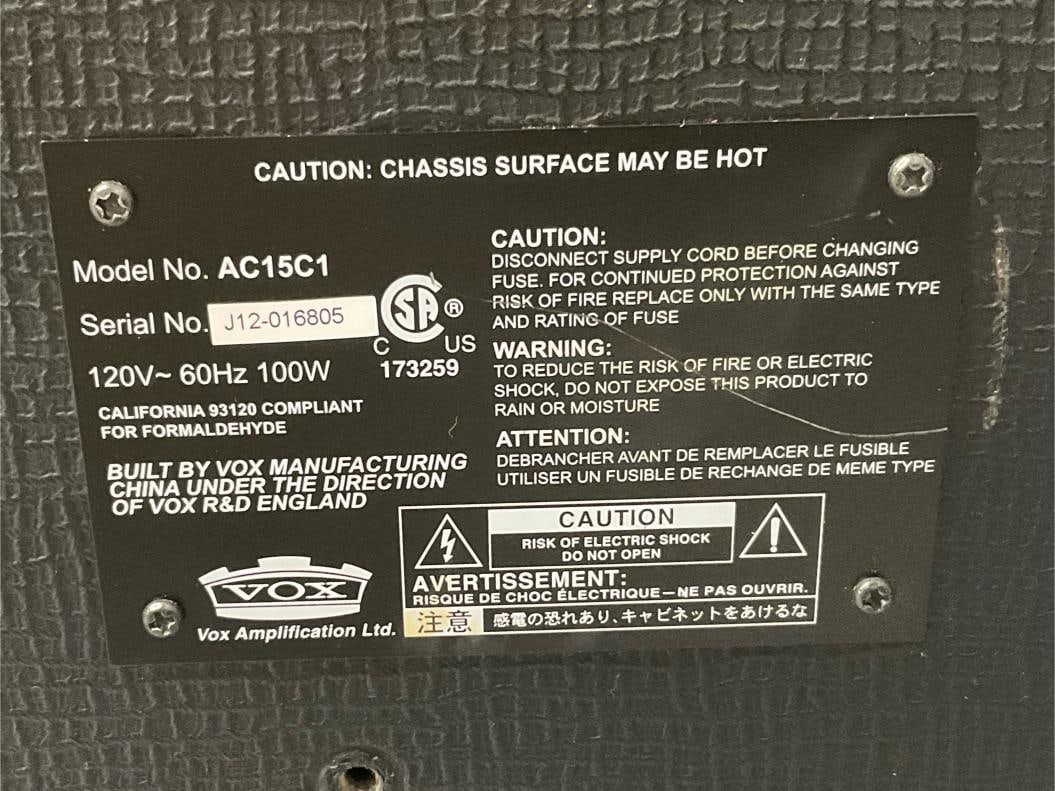 CAUTION: CHASSIS SURFACE MAY BE HOT
Model No. AC15C1
Serial No. J12-016805
120V~ 60Hz 100W
CALIFORNIA 93120 COMPLIANT
FOR FORMALDEHYDE
BUILT BY VOX MANUFACTURING
CHINA UNDER THE DIRECTION
OF VOX R&D ENGLAND
VOX
Vox Amplification Ltd.
SA ®
C US
173259
CAUTION:
DISCONNECT SUPPLY CORD BEFORE CHANGING
FUSE. FOR CONTINUED PROTECTION AGAINST
RISK OF FIRE REPLACE ONLY WITH THE SAME TYPE
AND RATING OF FUSE
WARNING:
TO REDUCE THE RISK OF FIRE OR ELECTRIC
SHOCK, DO NOT EXPOSE THIS PRODUCT TO
RAIN OR MOISTURE
ATTENTION:
DEBRANCHER AVANT DE REMPLACER LE FUSIBLE
UTILISER UN FUSIBLE DE RECHANGE DE MEME TYPE
CAUTION
RISK OF ELECTRIC SHOCK
DO NOT OPEN
AVERTISSEMENT:
RISQUE DE CHOC ÉLECTRIQUE—NE PAS OUVRIR.
注意 感電の恐れあり、キャビネットをあけるな